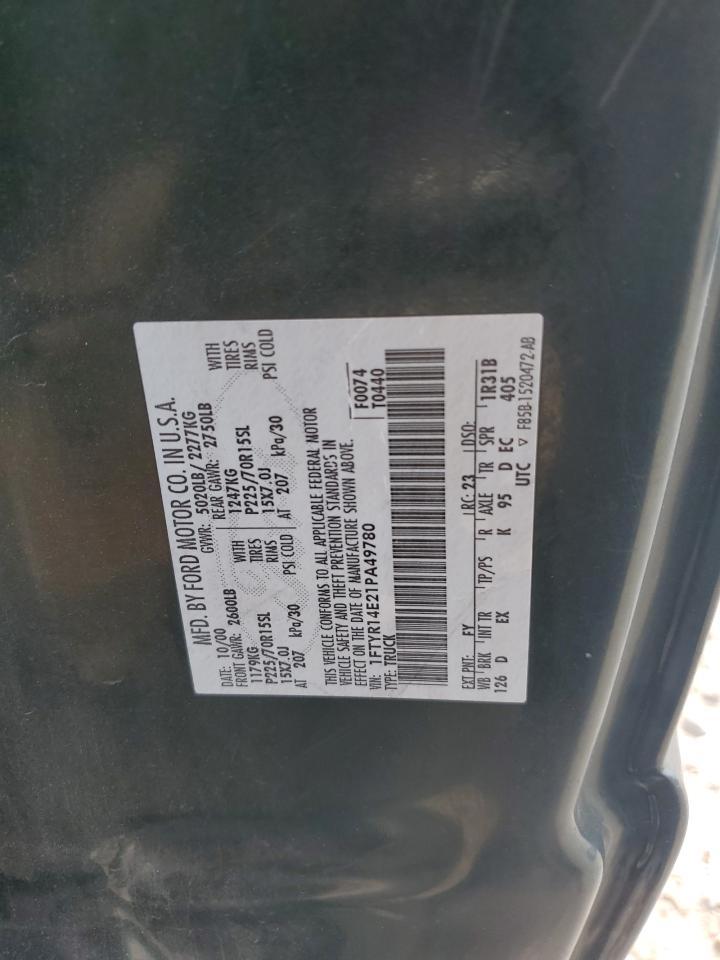 MFD. BY FORD MOTOR CO. IN U.S.A.
DATE: 10/00 GVWR: 5020LB/ 2277KG
FRONT GAWR: 2600LB REAR GAWR: 2750LB
1179KG WITH 1247KG WITH
P225/70R15SL TIRES P225/70R15SL TIRES
15X7.0J RIMS 15X7.0J RIMS
AT 207 kPa/30 PSI COLD AT 207 kPa/30 PSI COLD
THIS VEHICLE CONFORMS TO ALL APPLICABLE FEDERAL MOTOR
VEHICLE SAFETY AND THEFT PREVENTION STANDARDS IN
EFFECT ON THE DATE OF MANUFACTURE SHOWN ABOVE.
VIN: 1FTYR14E21PA49780 F0074
TYPE: TRUCK T0440
EXT PNT: FY RC: 23 DSO:
WB BRK INT TR TP/PS R AXLE TR SPR 1R31B
126 D EX K 95 D EC 405
UTC ▽ F85B-1520472-AB